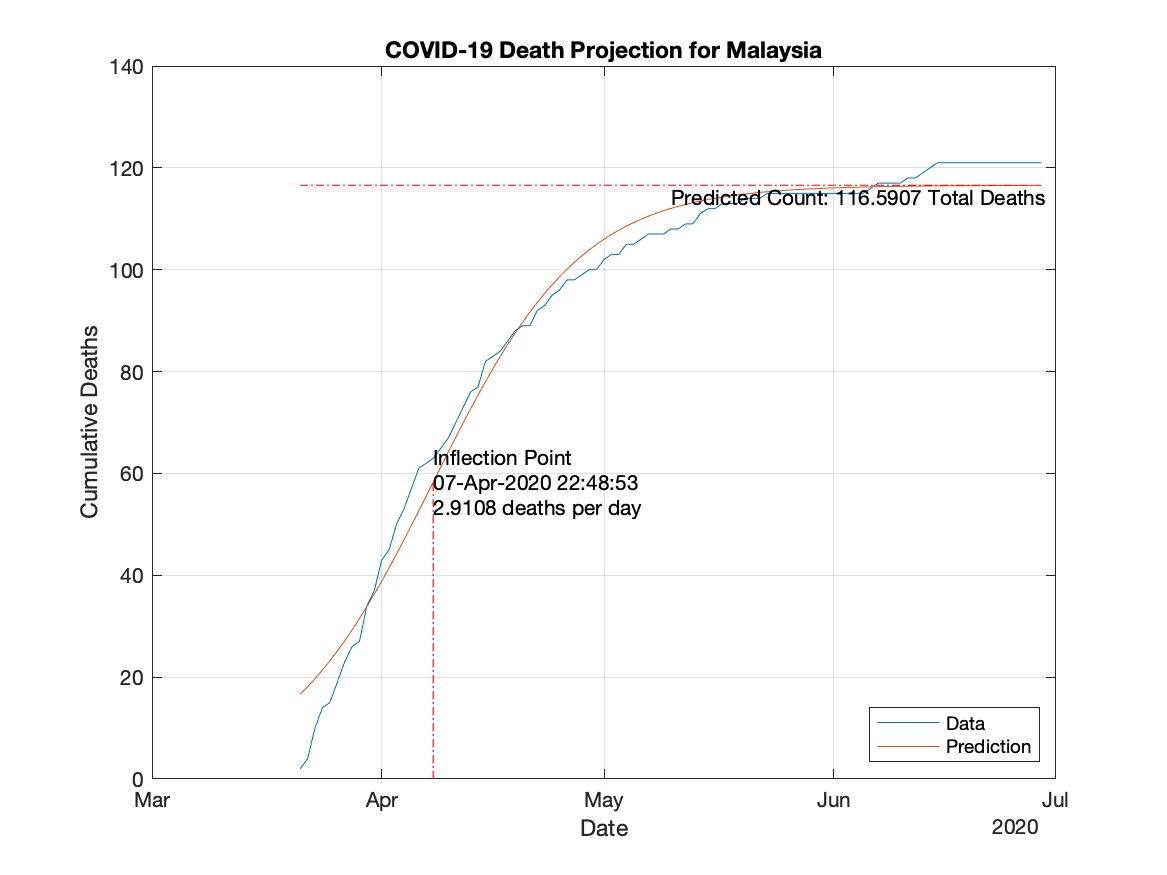 COVID-19 Death Projection for Malaysia
140
120
100
80
60
40
20
0
Cumulative Deaths
Predicted Count: 116.5907 Total Deaths
Inflection Point
07-Apr-2020 22:48:53
2.9108 deaths per day
Data
Prediction
Mar Apr May Jun Jul
Date
2020